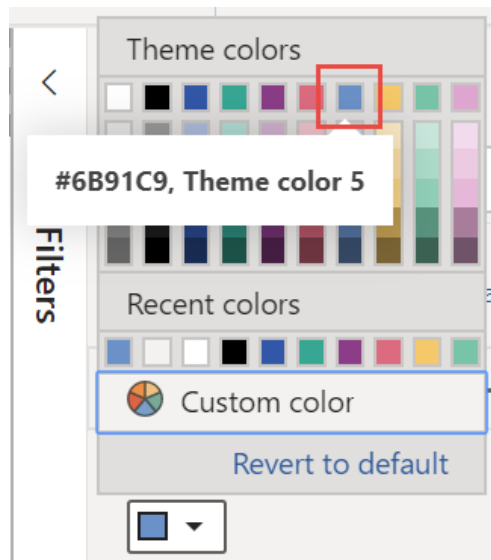 Theme colors
#6B91C9, Theme color 5
Filters
Recent colors
Custom color
Revert to default